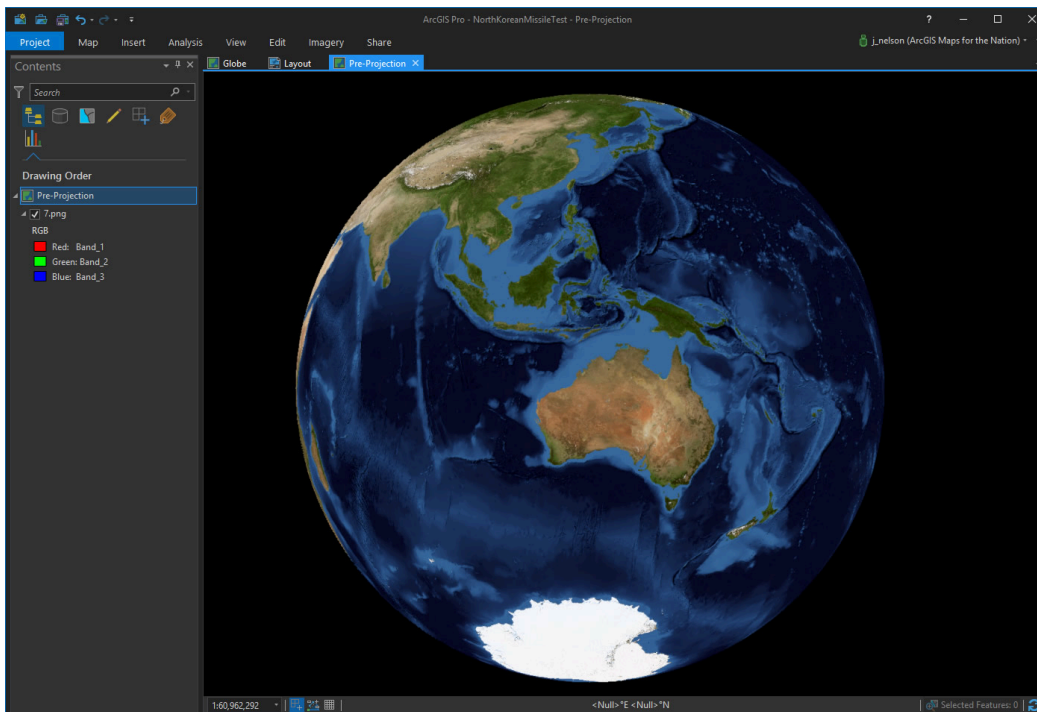 ArcGIS Pro - NorthKoreanMissileTest - Pre-Projection
?
Project Map Insert Analysis View Edit Imagery Share
j_nelson (ArcGIS Maps for the Nation)
Contents
Globe Layout Pre-Projection
Search
Drawing Order
Pre-Projection
7.png
RGB
Red: Band_1
Green: Band_2
Blue: Band_3
1:60,962,292 <Null>°E <Null>°N Selected Features: 0